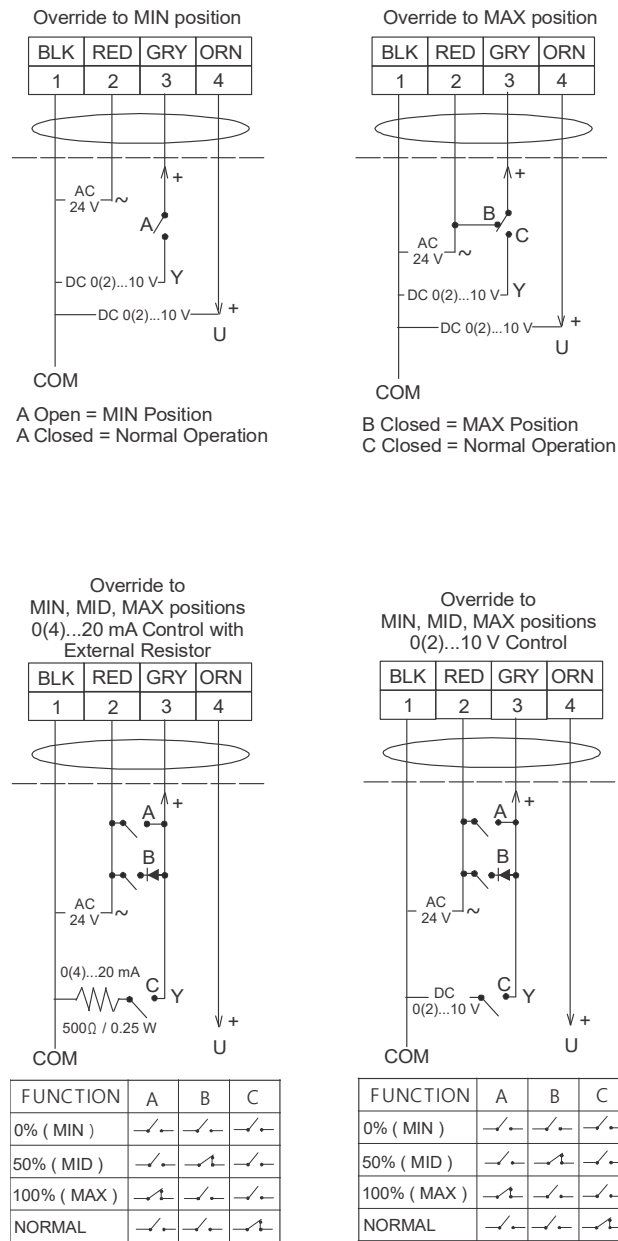 Override to MIN position
BLK RED GRY ORN
1 2 3 4
+
AC
24 V ~
A
DC 0(2)...10 V Y
DC 0(2)...10 V +
U
COM
A Open = MIN Position
A Closed = Normal Operation
Override to MAX position
BLK RED GRY ORN
1 2 3 4
+
B
C
AC
24 V ~
DC 0(2)...10 V Y
DC 0(2)...10 V +
U
COM
B Closed = MAX Position
C Closed = Normal Operation
Override to
MIN, MID, MAX positions
0(4)...20 mA Control with
External Resistor
BLK RED GRY ORN
1 2 3 4
A +
B
AC
24 V ~
0(4)...20 mA
C Y
500Ω / 0.25 W
+
U
COM
FUNCTION A B C
0% ( MIN )
50% ( MID )
100% ( MAX )
NORMAL
Override to
MIN, MID, MAX positions
0(2)...10 V Control
BLK RED GRY ORN
1 2 3 4
A +
B
AC
24 V ~
DC
0(2)...10 V
C Y
+
U
COM
FUNCTION A B C
0% ( MIN )
50% ( MID )
100% ( MAX )
NORMAL